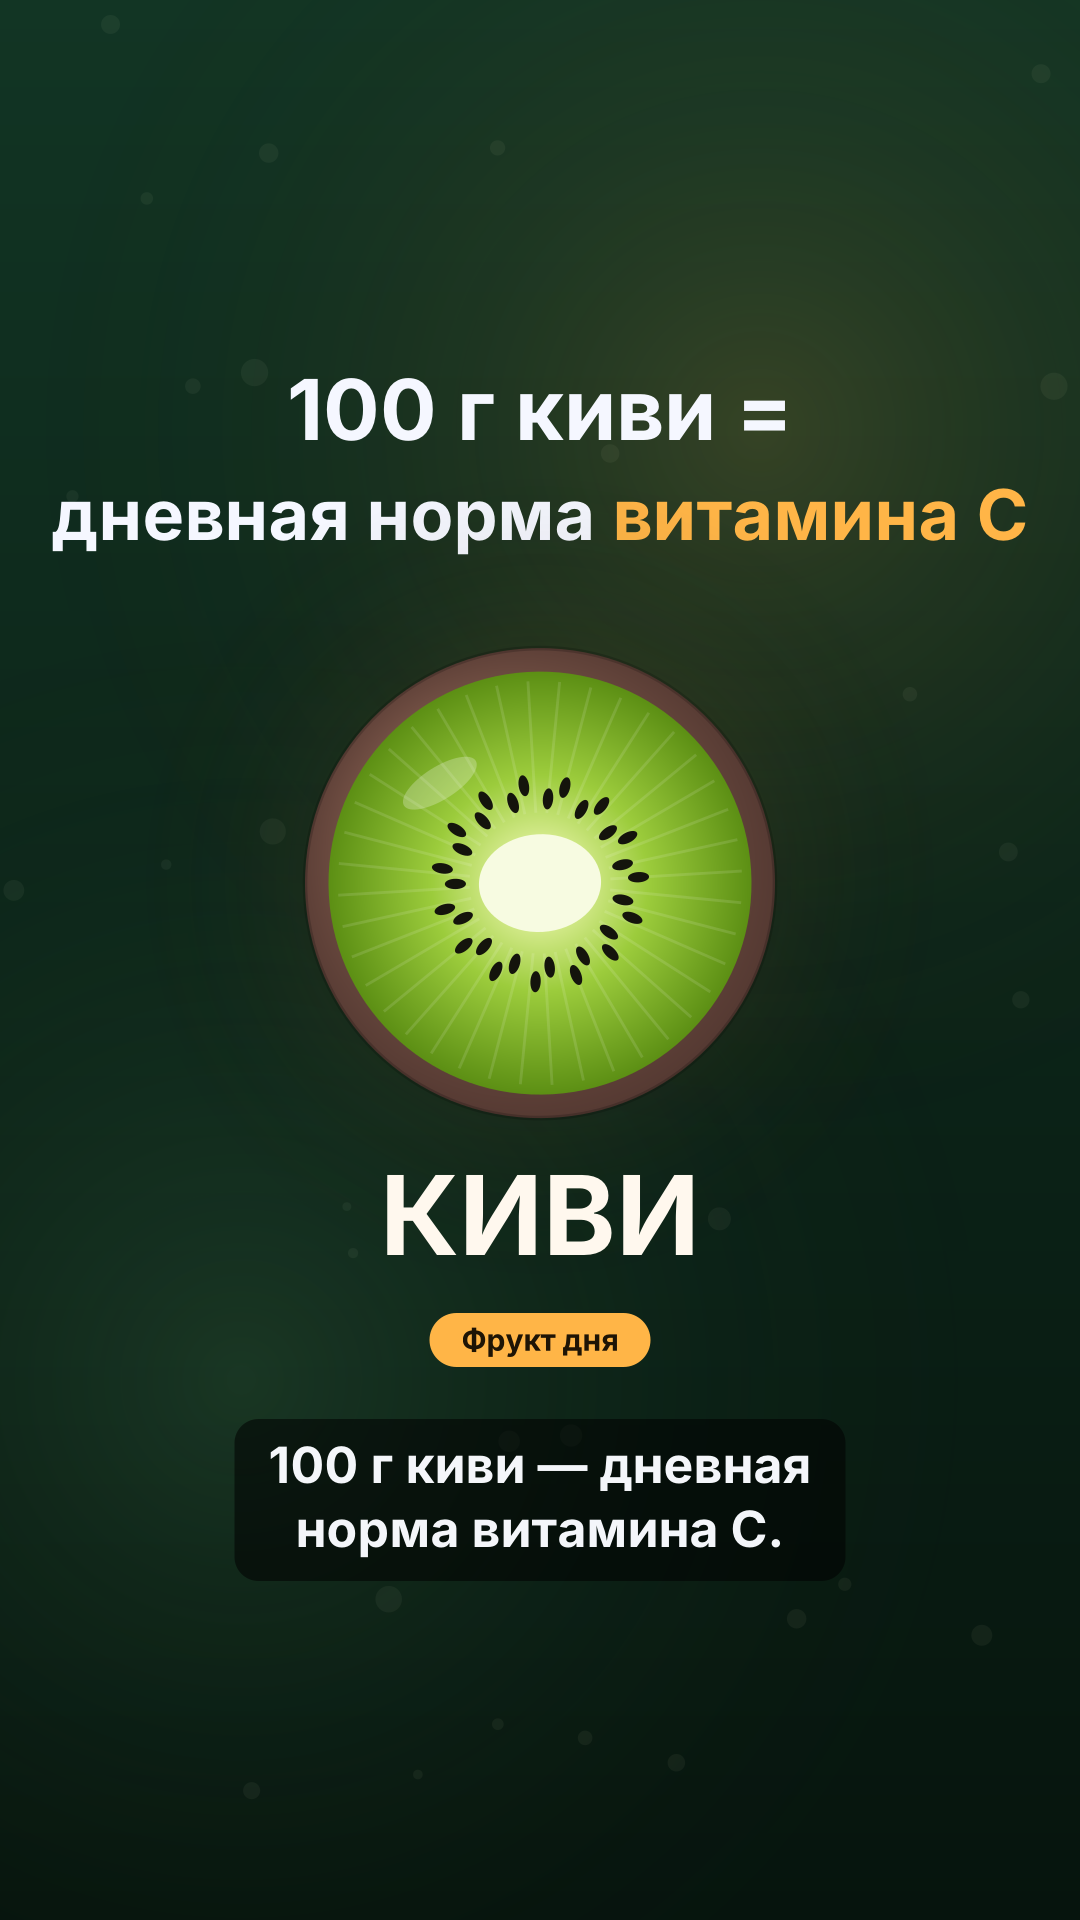 100 г киви =
дневная норма витамина С
КИВИ
Фрукт дня
100 г киви — дневная
норма витамина С.